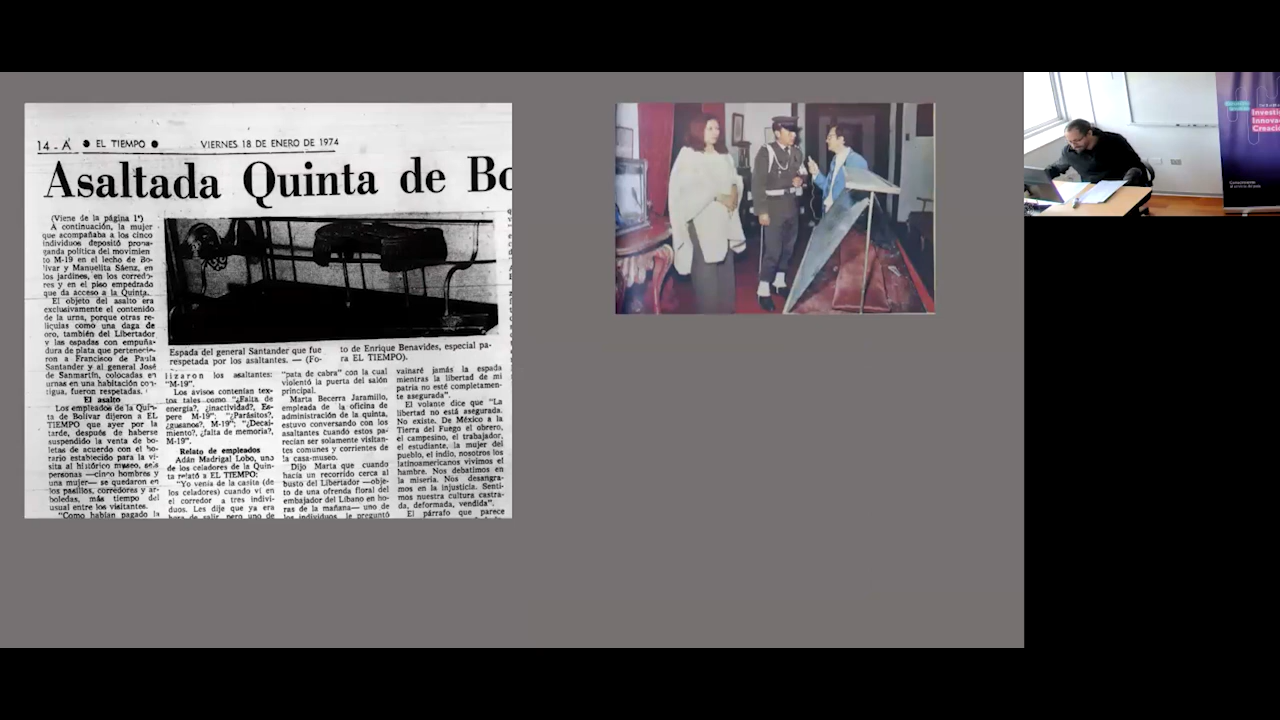 14 - A ● EL TIEMPO ● VIERNES 18 DE ENERO DE 1974
Asaltada Quinta de Bo
(Viene de la página 1ª)
A continuación, la mujer
que acompañaba a los cinco
individuos depositó propa-
ganda política del movimien
to M-19 en el lecho de Bo-
lívar y Manuelita Sáenz, en
los jardines, en los corredo-
res y en el piso empedrado
que da acceso a la Quinta.
El objeto del asalto era
exclusivamente el contenido
de la urna, porque otras re-
liquias como una daga de
oro, también del Libertador
y las espadas con empuña-
dura de plata que pertenecie-
ron a Francisco de Paula
Santander y al general José
de Sanmartín, colocadas en
urnas en una habitación con-
tigua, fueron respetadas.
El asalto
Los empleados de la Quin-
ta de Bolívar dijeron a EL
TIEMPO que ayer por la
tarde, después de haberse
suspendido la venta de bo-
letas de acuerdo con el ho-
rario establecido para la vi-
sita al histórico museo, seis
personas —cinco hombres y
una mujer— se quedaron en
los pasillos, corredores y ar-
boledas, más tiempo del
usual entre los visitantes.
"Como habían pagado la
Espada del general Santander que fue
respetada por los asaltantes. — (Fo-
to de Enrique Benavides, especial pa-
ra EL TIEMPO).
lizaron los asaltantes:
"M-19".
Los avisos contenían tex-
tos tales como "¿Falta de
energía?, ¿inactividad?, Es-
pere M-19"; "¿Parásitos?,
¿gusanos?, M-19"; "¿Decai-
miento?, ¿falta de memoria?,
M-19".
Relato de empleados
Adán Madrigal Lobo, uno
de los celadores de la Quin-
ta relató a EL TIEMPO:
"Yo venía de la casita (de
los celadores) cuando vi en
el corredor a tres indivi-
duos. Les dije que ya era
hora de salir, pero uno de
"pata de cabra" con la cual
violentó la puerta del salón
principal.
Marta Becerra Jaramillo,
empleada de la oficina de
administración de la quinta,
estuvo conversando con los
asaltantes cuando estos pa-
recían ser solamente visitan-
tes comunes y corrientes de
la casa-museo.
Dijo Marta que cuando
hacía un recorrido cerca al
busto del Libertador —obje-
to de una ofrenda floral del
embajador del Líbano en ho-
ras de la mañana— uno de
los individuos le preguntó
vainaré jamás la espada
mientras la libertad de mi
patria no esté completamen-
te asegurada".
El volante dice que "La
libertad no está asegurada.
No existe. De México a la
Tierra del Fuego el obrero,
el campesino, el trabajador,
el estudiante, la mujer del
pueblo, el indio, nosotros los
latinoamericanos vivimos el
hambre. Nos debatimos en
la miseria. Nos desangra-
mos en la injusticia. Senti-
mos nuestra cultura castra-
da, deformada, vendida".
El párrafo que parece
Investig
Innovac
Creació